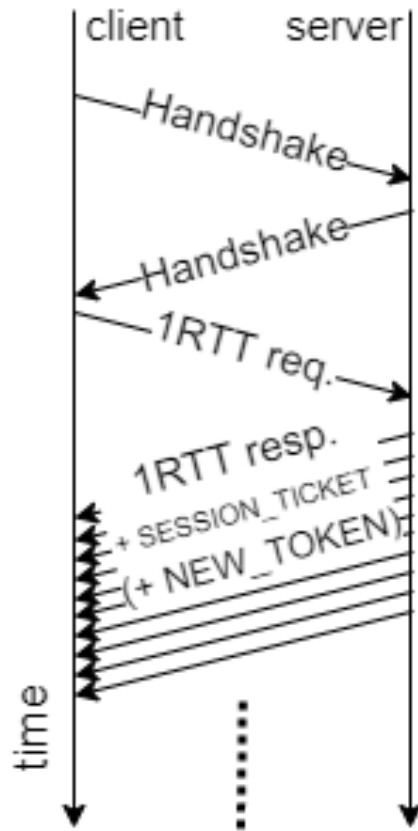 client
server
Handshake
Handshake
1RTT req.
1RTT resp.
+ SESSION_TICKET
(+ NEW_TOKEN)
time